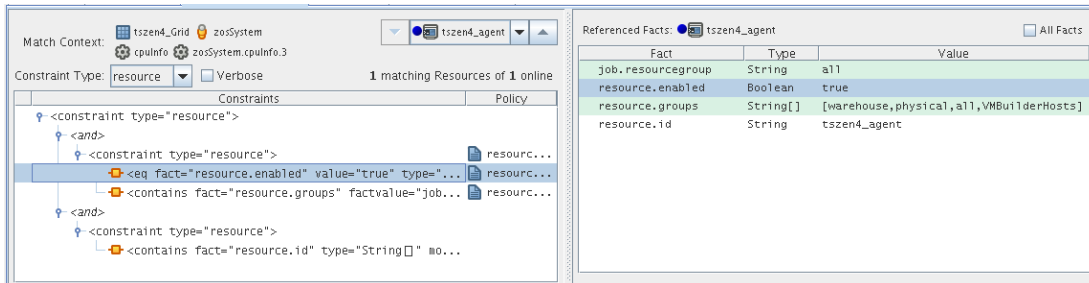 Match Context: tszen4_Grid zosSystem
cpuInfo zosSystem.cpuInfo.3
tszen4_agent
Constraint Type: resource Verbose 1 matching Resources of 1 online
Constraints Policy
<constraint type="resource">
<and>
<constraint type="resource"> resourc...
<eq fact="resource.enabled" value="true" type="... resourc...
<contains fact="resource.groups" factvalue="job... resourc...
<and>
<constraint type="resource">
<contains fact="resource.id" type="String[]" mo...
Referenced Facts: tszen4_agent All Facts
Fact Type Value
job.resourcegroup String all
resource.enabled Boolean true
resource.groups String[] [warehouse,physical,all,VMBuilderHosts]
resource.id String tszen4_agent